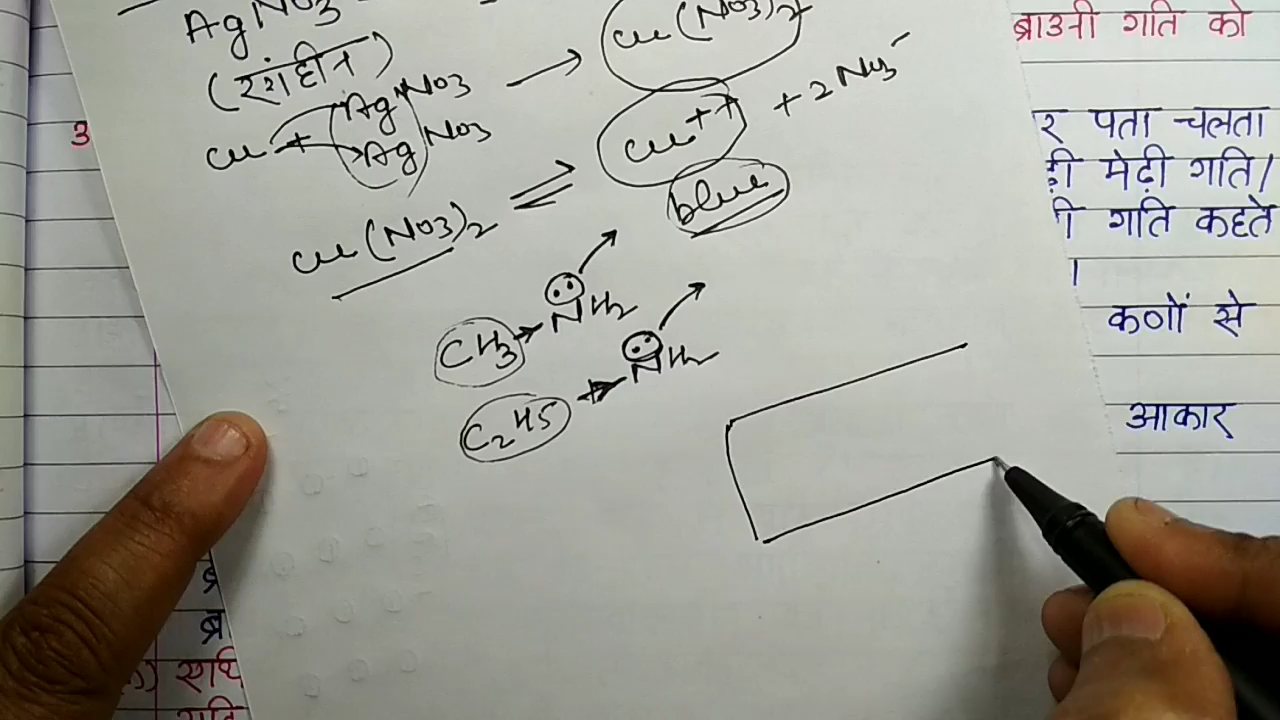 AgNO3
(रंगहीन)
Cu + AgNO3 → Cu(NO3)2
AgNO3
Cu++ + 2NO3-
Cu(NO3)2 ⇌
blue
CH3 → NH2
C2H5 → NH2
ब्राउनी गति को
3
र पता चलता
ढ़ी मेढ़ी गति।
नी गति कहते
।
कणों से
आकार
ब्र
ब्र